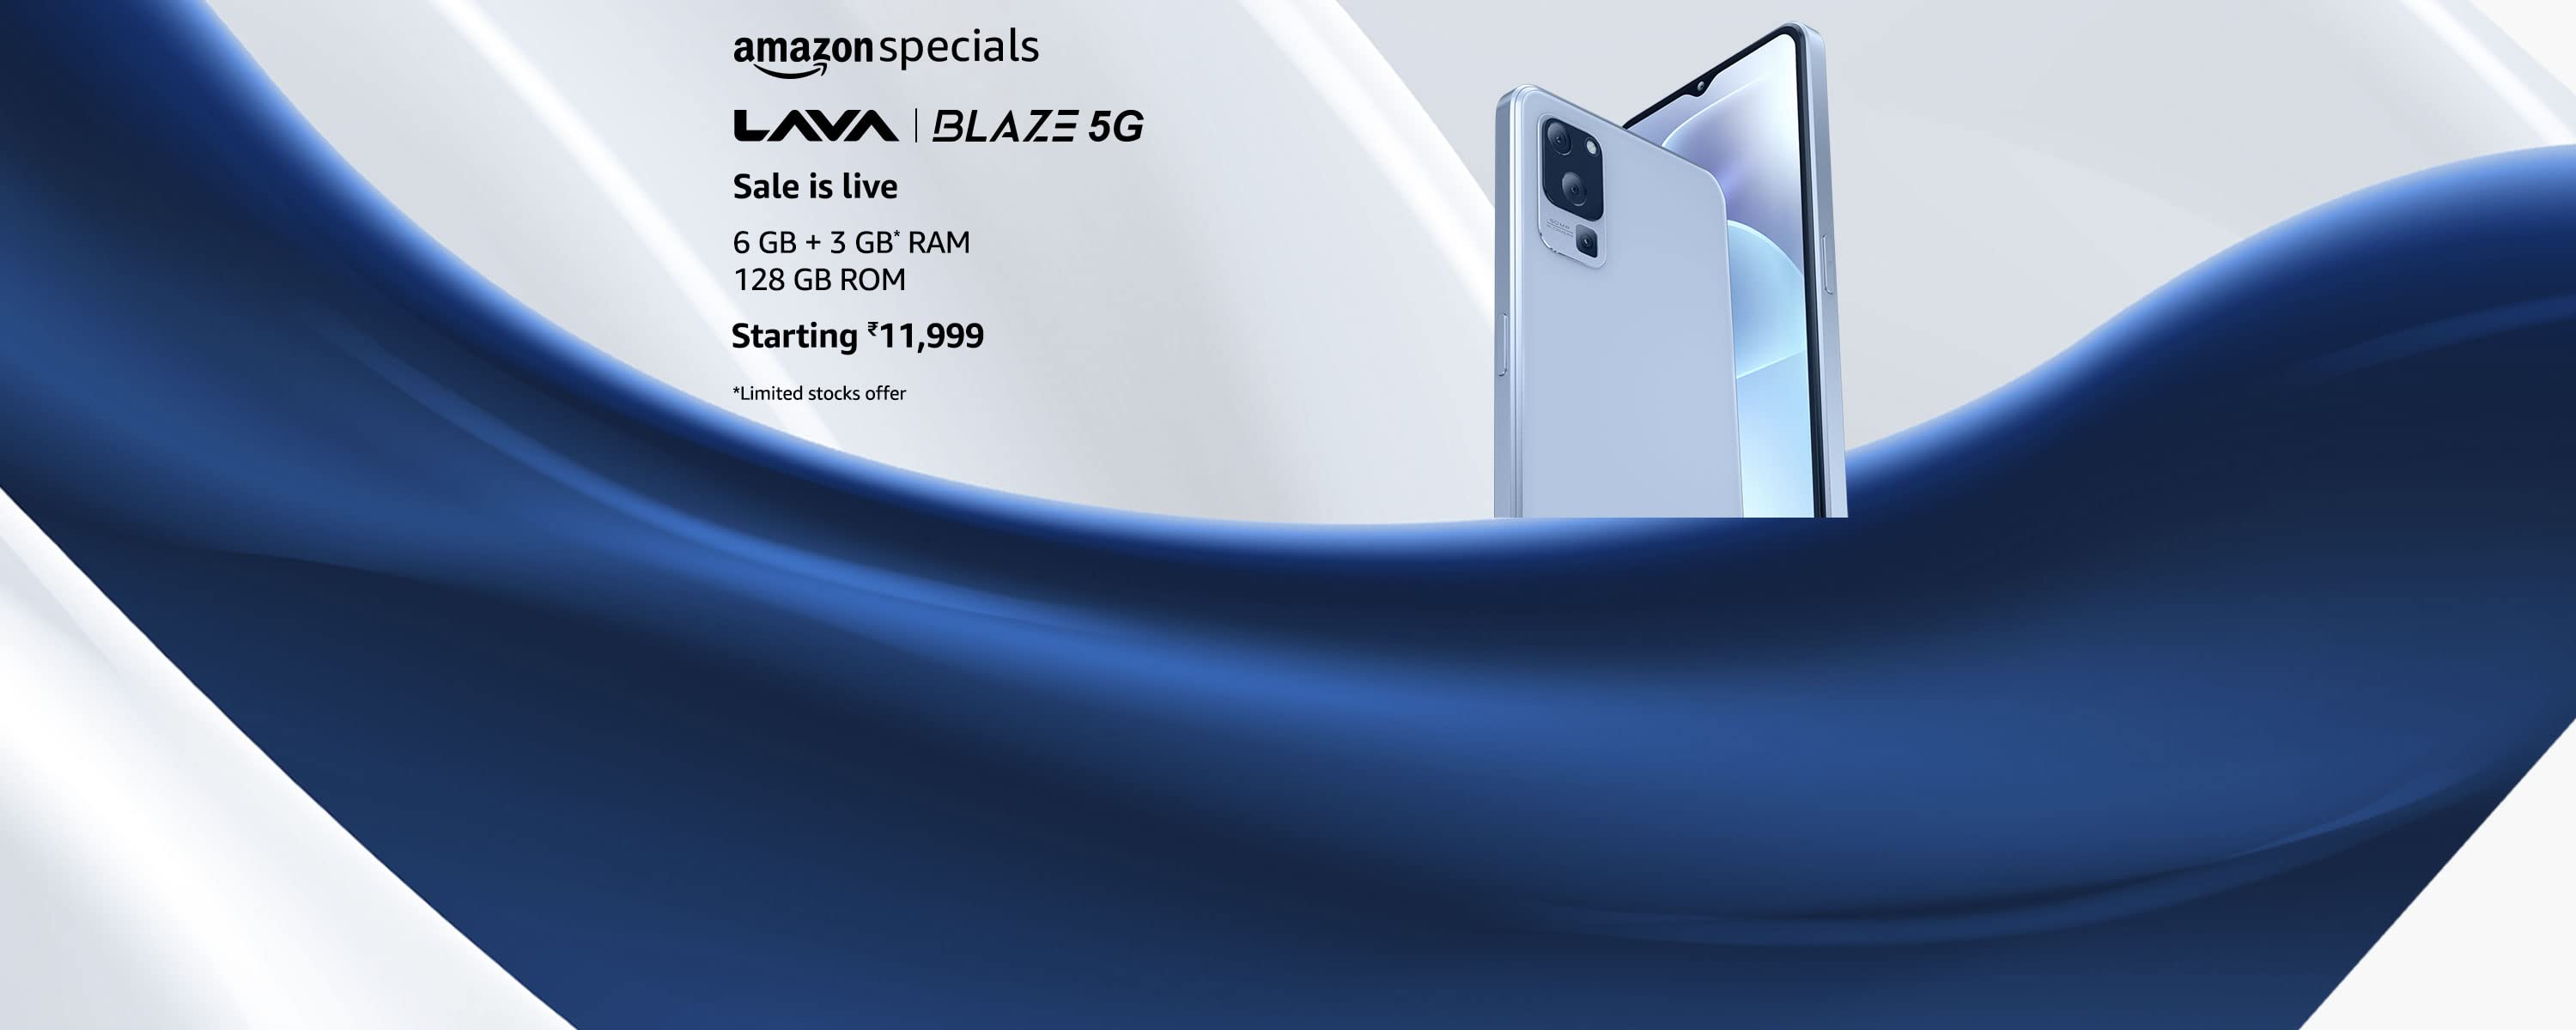 amazon specials
LAVA | BLAZE 5G
Sale is live
6 GB + 3 GB* RAM
128 GB ROM
Starting ₹11,999
*Limited stocks offer